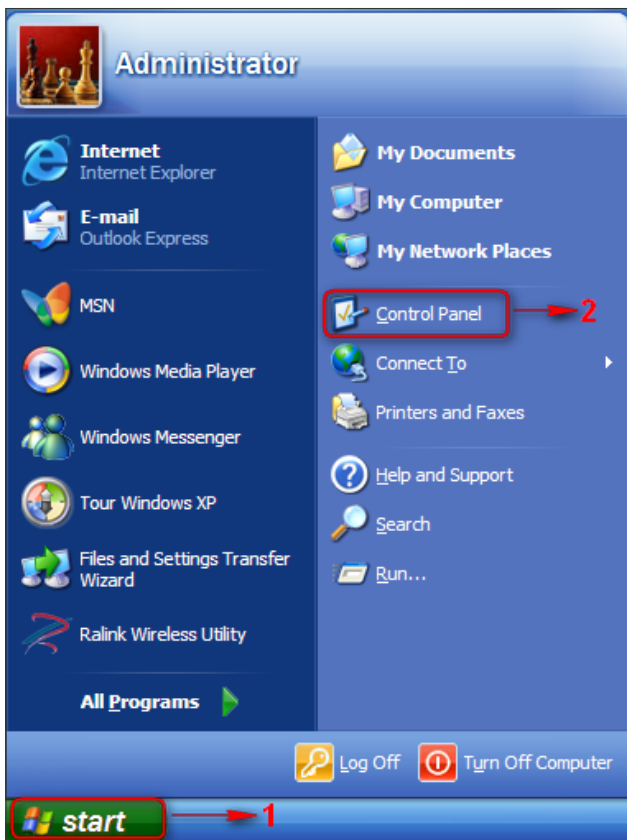 Administrator
Internet
Internet Explorer
E-mail
Outlook Express
MSN
Windows Media Player
Windows Messenger
Tour Windows XP
Files and Settings Transfer
Wizard
Ralink Wireless Utility
All Programs
My Documents
My Computer
My Network Places
Control Panel
2
Connect To
Printers and Faxes
Help and Support
Search
Run...
Log Off
Turn Off Computer
start
1